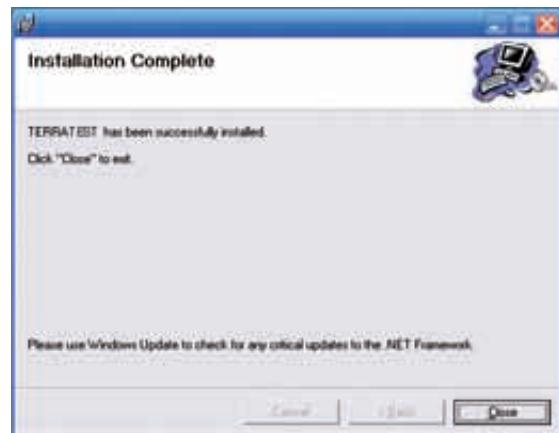 Installation Complete
TERRATEST has been successfully installed.
Click "Close" to exit.
Please use Windows Update to check for any critical updates to the .NET Framework.
Cancel
< Back
Close